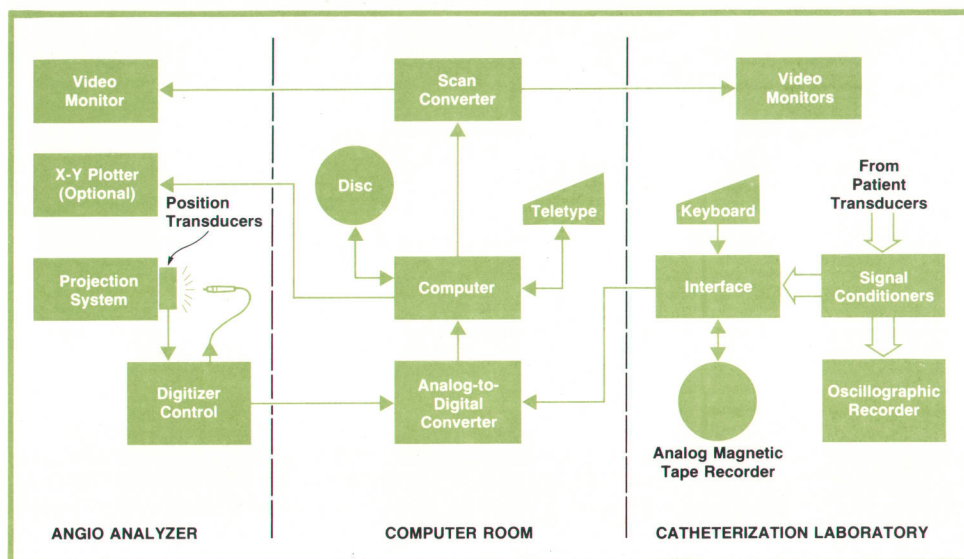 Video
Monitor
Scan
Converter
Video
Monitors
X-Y Plotter
(Optional)
Position
Transducers
Disc
Teletype
Keyboard
From
Patient
Transducers
Projection
System
Computer
Interface
Signal
Conditioners
Digitizer
Control
Analog-to-
Digital
Converter
Analog Magnetic
Tape Recorder
Oscillographic
Recorder
ANGIO ANALYZER
COMPUTER ROOM
CATHETERIZATION LABORATORY